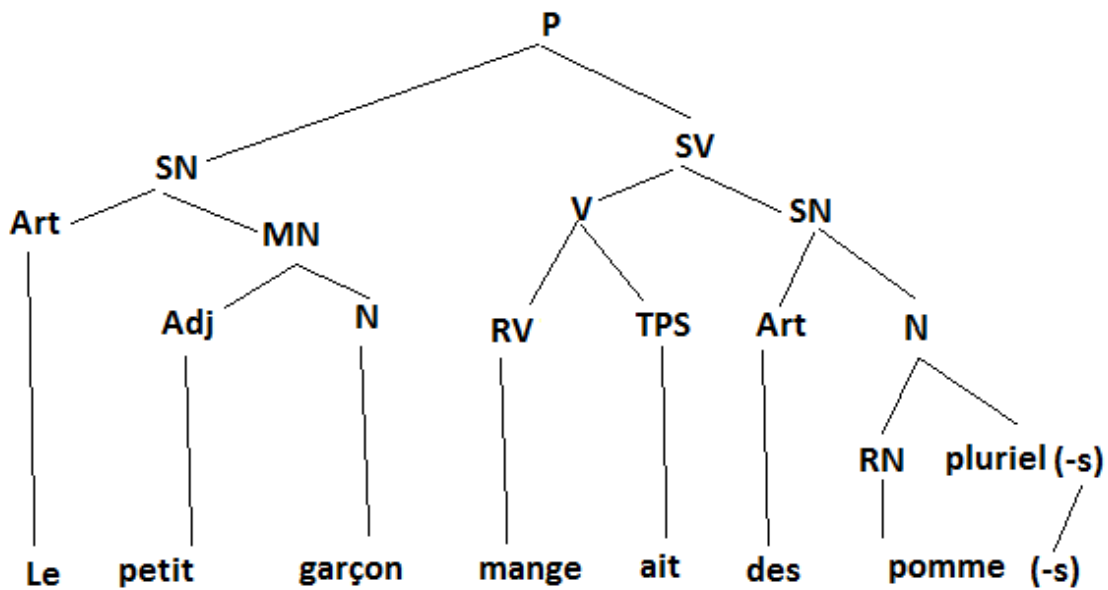 P
SN SV
Art MN V SN
Adj N RV TPS Art N
RN pluriel (-s)
Le petit garçon mange ait des pomme (-s)